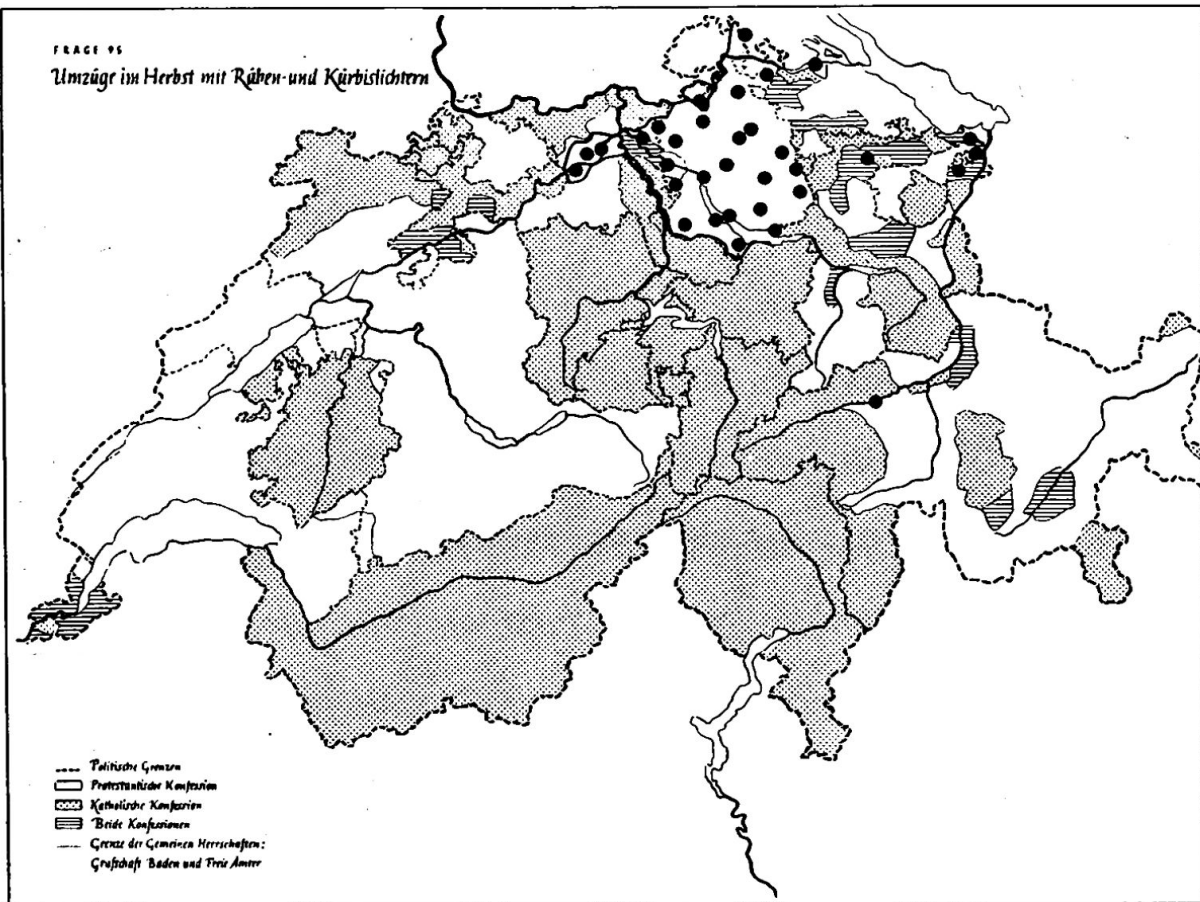 FRAGE 95
Umzüge im Herbst mit Rüben- und Kürbislichtern
Politische Grenzen
Protestantische Konfession
Katholische Konfession
Beide Konfessionen
Grenze der Gemeinen Herrschaften:
Grafschaft Baden und Freie Ämter